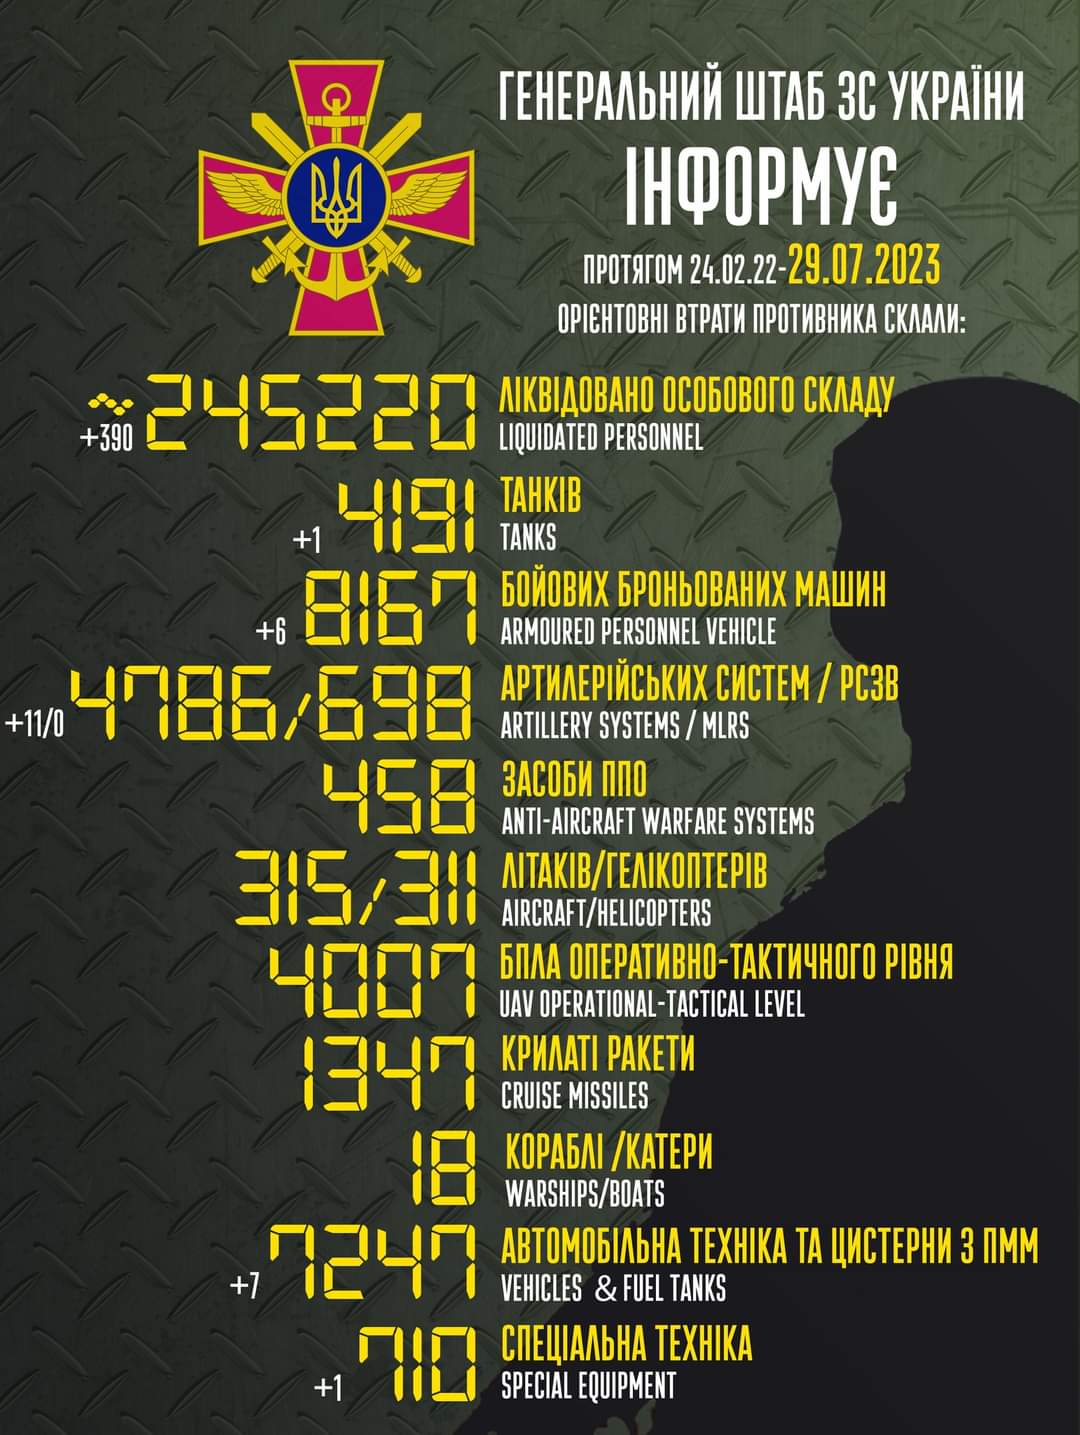 ГЕНЕРАЛЬНИЙ ШТАБ ЗС УКРАЇНИ
ІНФОРМУЄ
ПРОТЯГОМ 24.02.22-29.07.2023
ОРІЄНТОВНІ ВТРАТИ ПРОТИВНИКА СКЛАЛИ:
+390 ~245220 ЛІКВІДОВАНО ОСОБОВОГО СКЛАДУ
LIQUIDATED PERSONNEL
+1 4191 ТАНКІВ
TANKS
+6 8167 БОЙОВИХ БРОНЬОВАНИХ МАШИН
ARMOURED PERSONNEL VEHICLE
+11/0 4786/698 АРТИЛЕРІЙСЬКИХ СИСТЕМ / РСЗВ
ARTILLERY SYSTEMS / MLRS
458 ЗАСОБИ ППО
ANTI-AIRCRAFT WARFARE SYSTEMS
315/311 ЛІТАКІВ/ГЕЛІКОПТЕРІВ
AIRCRAFT/HELICOPTERS
4007 БПЛА ОПЕРАТИВНО-ТАКТИЧНОГО РІВНЯ
UAV OPERATIONAL-TACTICAL LEVEL
1347 КРИЛАТІ РАКЕТИ
CRUISE MISSILES
18 КОРАБЛІ /КАТЕРИ
WARSHIPS/BOATS
+7 7247 АВТОМОБІЛЬНА ТЕХНІКА ТА ЦИСТЕРНИ З ПММ
VEHICLES & FUEL TANKS
+1 710 СПЕЦІАЛЬНА ТЕХНІКА
SPECIAL EQUIPMENT